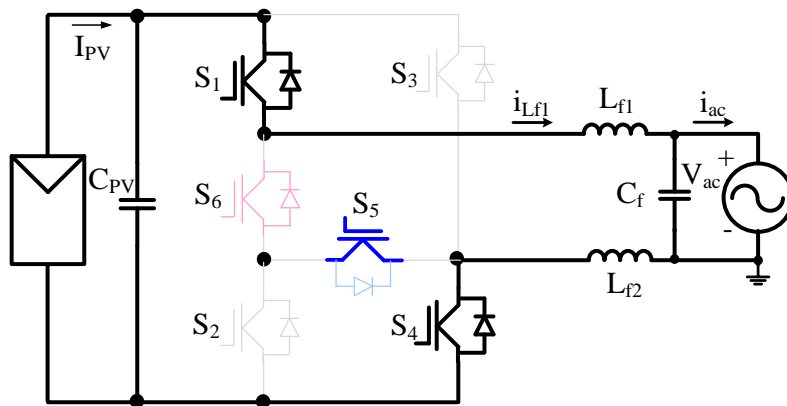 I_PV
S_1
S_3
i_Lf1
L_f1
i_ac
C_PV
S_6
S_5
C_f
V_ac
+
-
L_f2
S_2
S_4